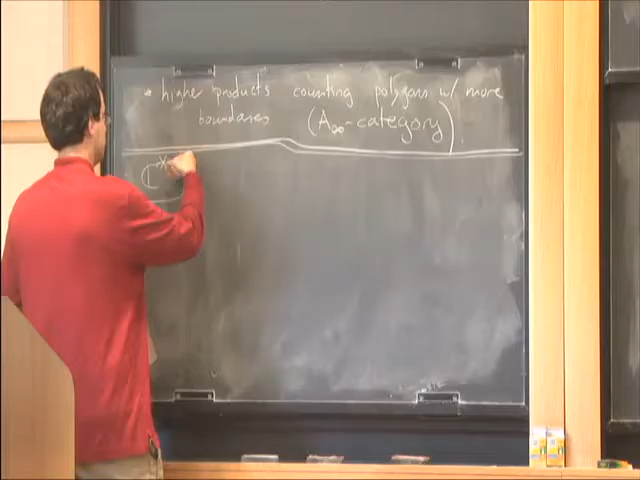 * higher products counting polygons w/ more
boundaries (A∞-category)
ℂ*